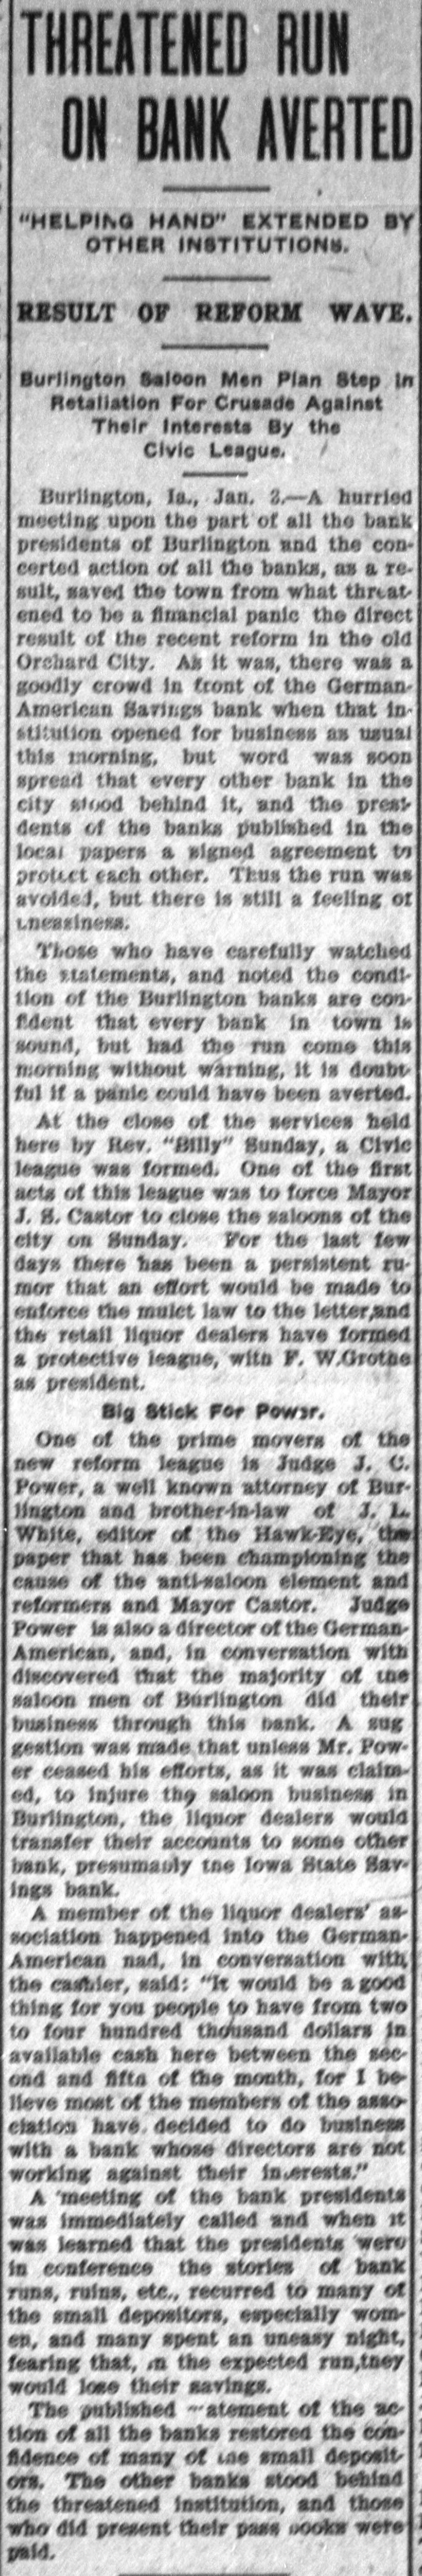 THREATENED RUN
ON BANK AVERTED
"HELPING HAND" EXTENDED BY
OTHER INSTITUTIONS.
RESULT OF REFORM WAVE.
Burlington Saloon Men Plan Step in
Retaliation For Crusade Against
Their Interests By the
Civic League.
Burlington, Ia., Jan. 3.—A hurried
meeting upon the part of all the bank
presidents of Burlington and the con-
certed action of all the banks, as a re-
sult, saved the town from what threat-
ened to be a financial panic the direct
result of the recent reform in the old
Orchard City. As it was, there was a
goodly crowd in front of the German-
American Savings bank when that in-
stitution opened for business as usual
this morning, but word was soon
spread that every other bank in the
city stood behind it, and the presi-
dents of the banks published in the
local papers a signed agreement to
protect each other. Thus the run was
avoided, but there is still a feeling of
uneasiness.
Those who have carefully watched
the statements, and noted the condi-
tion of the Burlington banks are con-
fident that every bank in town is
sound, but had the run come this
morning without warning, it is doubt-
ful if a panic could have been averted.
At the close of the services held
here by Rev. "Billy" Sunday, a Civic
league was formed. One of the first
acts of this league was to force Mayor
J. S. Castor to close the saloons of the
city on Sunday. For the last few
days there has been a persistent ru-
mor that an effort would be made to
enforce the mulct law to the letter,and
the retail liquor dealers have formed
a protective league, with F. W.Grothe
as president.
Big Stick For Power.
One of the prime movers of the
new reform league is Judge J. C.
Power, a well known attorney of Bur-
lington and brother-in-law of J. L.
White, editor of the Hawk-Eye, the
paper that has been championing the
cause of the anti-saloon element and
reformers and Mayor Castor. Judge
Power is also a director of the German-
American, and, in conversation with
discovered that the majority of the
saloon men of Burlington did their
business through this bank. A sug
gestion was made that unless Mr. Pow-
er ceased his efforts, as it was claim-
ed, to injure the saloon business in
Burlington, the liquor dealers would
transfer their accounts to some other
bank, presumably the Iowa State Sav-
ings bank.
A member of the liquor dealers' as-
sociation happened into the German-
American nad, in conversation with
the cashier, said: "It would be a good
thing for you people to have from two
to four hundred thousand dollars in
available cash here between the sec-
ond and fifth of the month, for I be-
lieve most of the members of the asso-
ciation have decided to do business
with a bank whose directors are not
working against their interests."
A meeting of the bank presidents
was immediately called and when it
was learned that the presidents were
in conference the stories of bank
runs, ruins, etc., recurred to many of
the small depositors, especially wom-
en, and many spent an uneasy night,
fearing that, in the expected run,they
would lose their savings.
The published atement of the ac-
tion of all the banks restored the con-
fidence of many of the small deposit-
ors. The other banks stood behind
the threatened institution, and those
who did present their pass books were
paid.